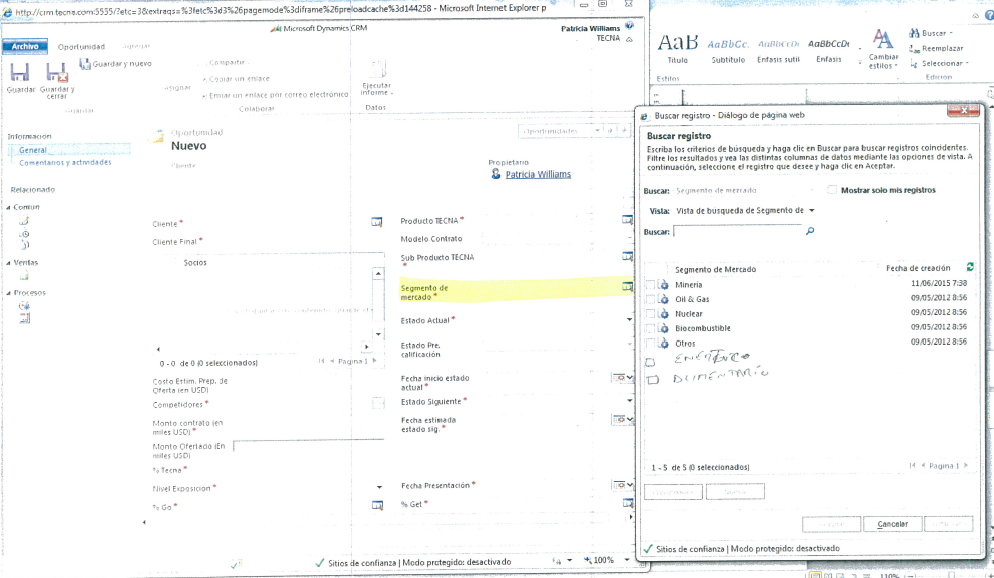 http://crm.tecna.com:5555/?etc=3&extraqs=%3fetc%3d3%26pagemode%3diframe%26preloadcache%3d144258 - Microsoft Internet Explorer p
Microsoft Dynamics CRM
Patricia Williams
TECNA
Archivo Oportunidad Agregar
Guardar
Guardar y cerrar
Guardar y nuevo
Guardar
Asignar
Compartir
Copiar un enlace
Enviar un enlace por correo electrónico
Colaborar
Ejecutar informe
Datos
Información
General
Comentarios y actividades
Relacionado
Común
Ventas
Procesos
Oportunidad
Nuevo
Cliente
Oportunidades
Propietario
Patricia Williams
Cliente *
Cliente Final *
Socios
0 - 0 de 0 (0 seleccionados)
Página 1
Costo Estim. Prep. de
Oferta (en USD)
Competidores *
Monto contrato (en
miles USD) *
Monto Ofertado (En
miles USD)
% Tecna *
Nivel Exposición *
% Go *
Producto TECNA *
Modelo Contrato
Sub Producto TECNA
*
Segmento de
mercado *
Estado Actual *
Estado Pre.
calificación
Fecha inicio estado
actual *
Estado Siguiente *
Fecha estimada
estado sig. *
Fecha Presentación *
% Get *
Sitios de confianza | Modo protegido: desactivado
100%
AaB AaBbCc. AaBbCcDc AaBbCcDc
Título Subtítulo Énfasis sutil Énfasis
Cambiar estilos
Estilos
Buscar
Reemplazar
Seleccionar
Edición
Buscar registro - Diálogo de página web
Buscar registro
Escriba los criterios de búsqueda y haga clic en Buscar para buscar registros coincidentes.
Filtre los resultados y vea las distintas columnas de datos mediante las opciones de vista. A
continuación, seleccione el registro que desee y haga clic en Aceptar.
Buscar: Segmento de mercado
Mostrar solo mis registros
Vista: Vista de búsqueda de Segmento de
Buscar:
Segmento de Mercado Fecha de creación
Minería 11/06/2015 7:38
Oil & Gas 09/05/2012 8:56
Nuclear 09/05/2012 8:56
Biocombustible 09/05/2012 8:56
Otros 09/05/2012 8:56
1 - 5 de 5 (0 seleccionados)
Página 1
Cancelar
Sitios de confianza | Modo protegido: desactivado
110%